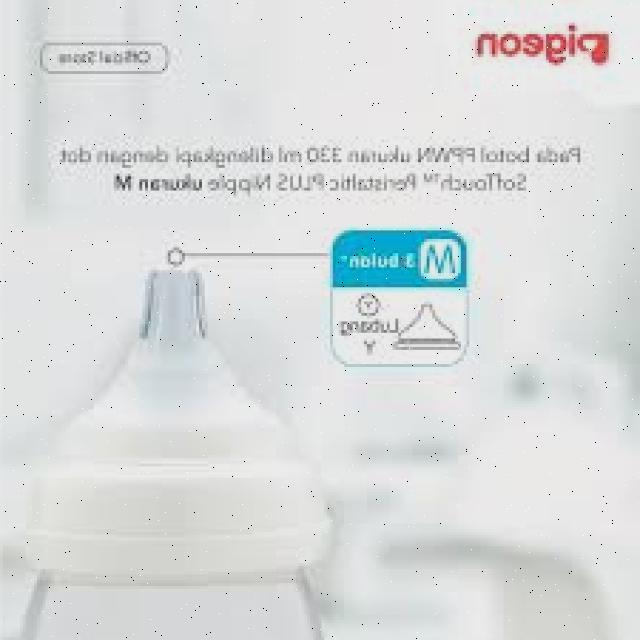 pigeon
Official Store
Pada botol PPWN ukuran 330 ml dilengkapi dengan dot
SofTouch™ Peristaltic PLUS Nipple ukuran M
M 3 bulan+
Y
Lubang
Y